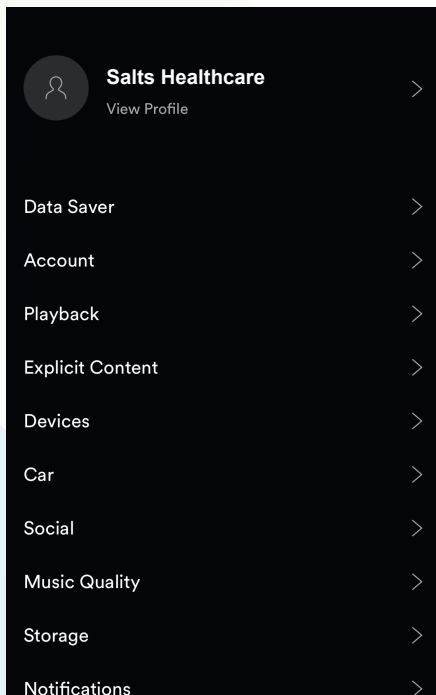 Salts Healthcare
View Profile
Data Saver
Account
Playback
Explicit Content
Devices
Car
Social
Music Quality
Storage
Notifications